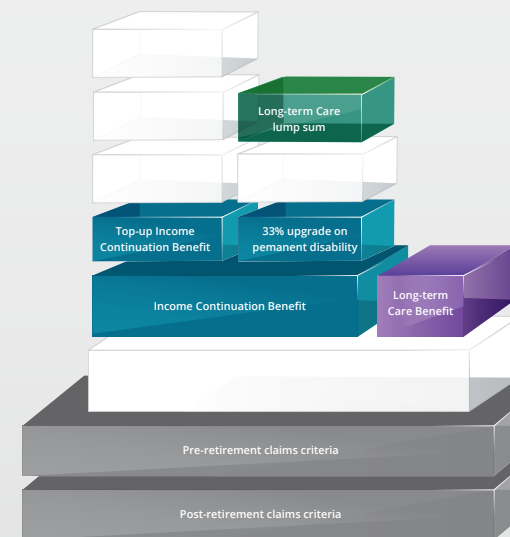 Long-term Care
lump sum
Top-up Income
Continuation Benefit
33% upgrade on
pemanent disability
Income Continuation Benefit
Long-term
Care Benefit
Pre-retirement claims criteria
Post-retirement claims criteria